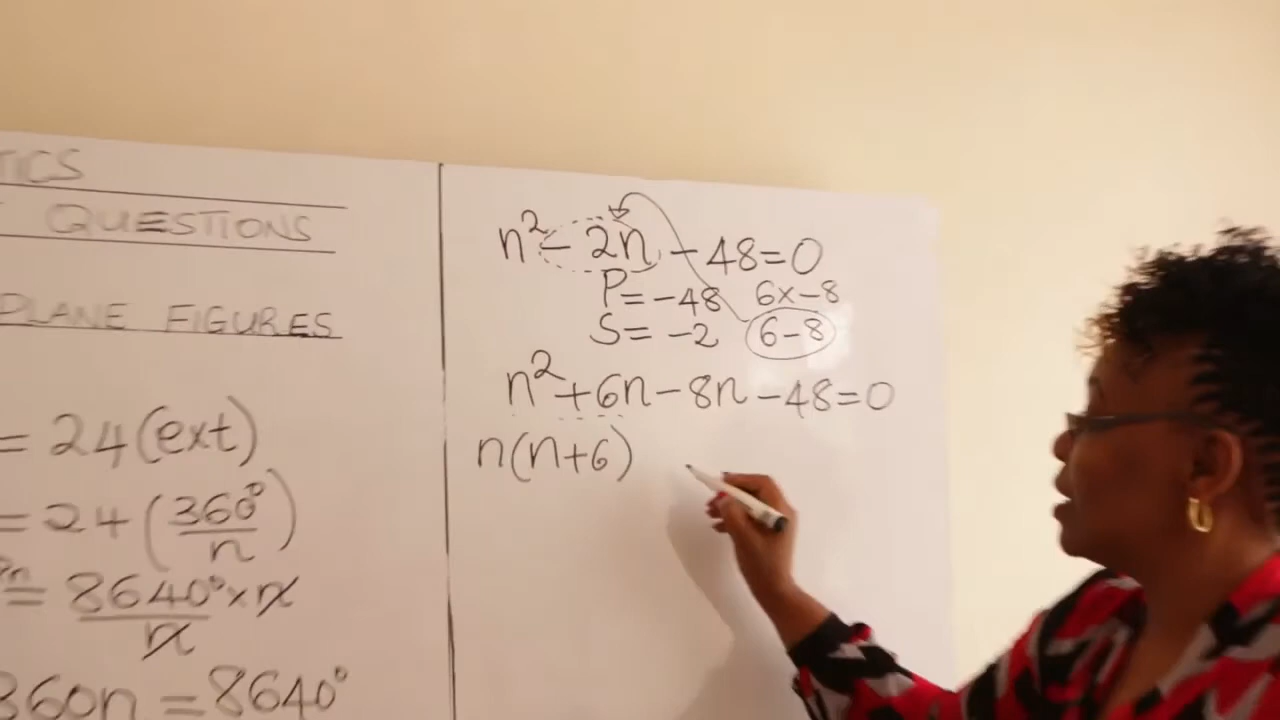 TICS
QUESTIONS
PLANE FIGURES
= 24(ext)
= 24(360°/n)
= 8640°×n/n
360n = 8640°
n² − 2n − 48 = 0
P = −48 6×−8
S = −2 6−8
n² + 6n − 8n − 48 = 0
n(n+6)